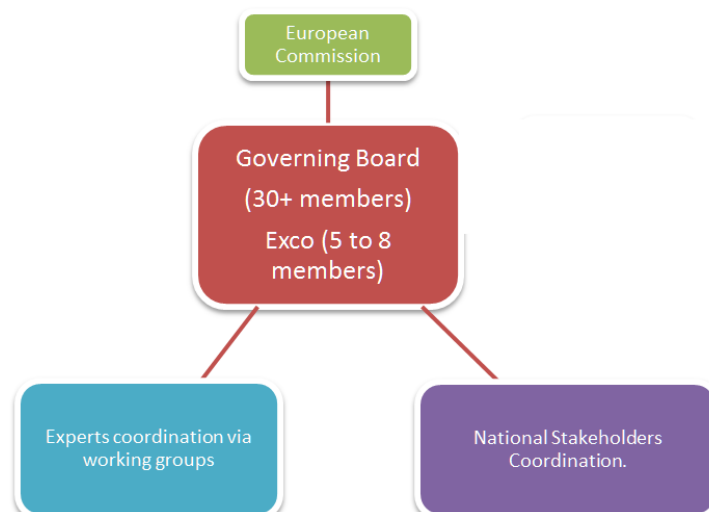 European
Commission
Governing Board
(30+ members)
Exco (5 to 8
members)
Experts coordination via
working groups
National Stakeholders
Coordination.